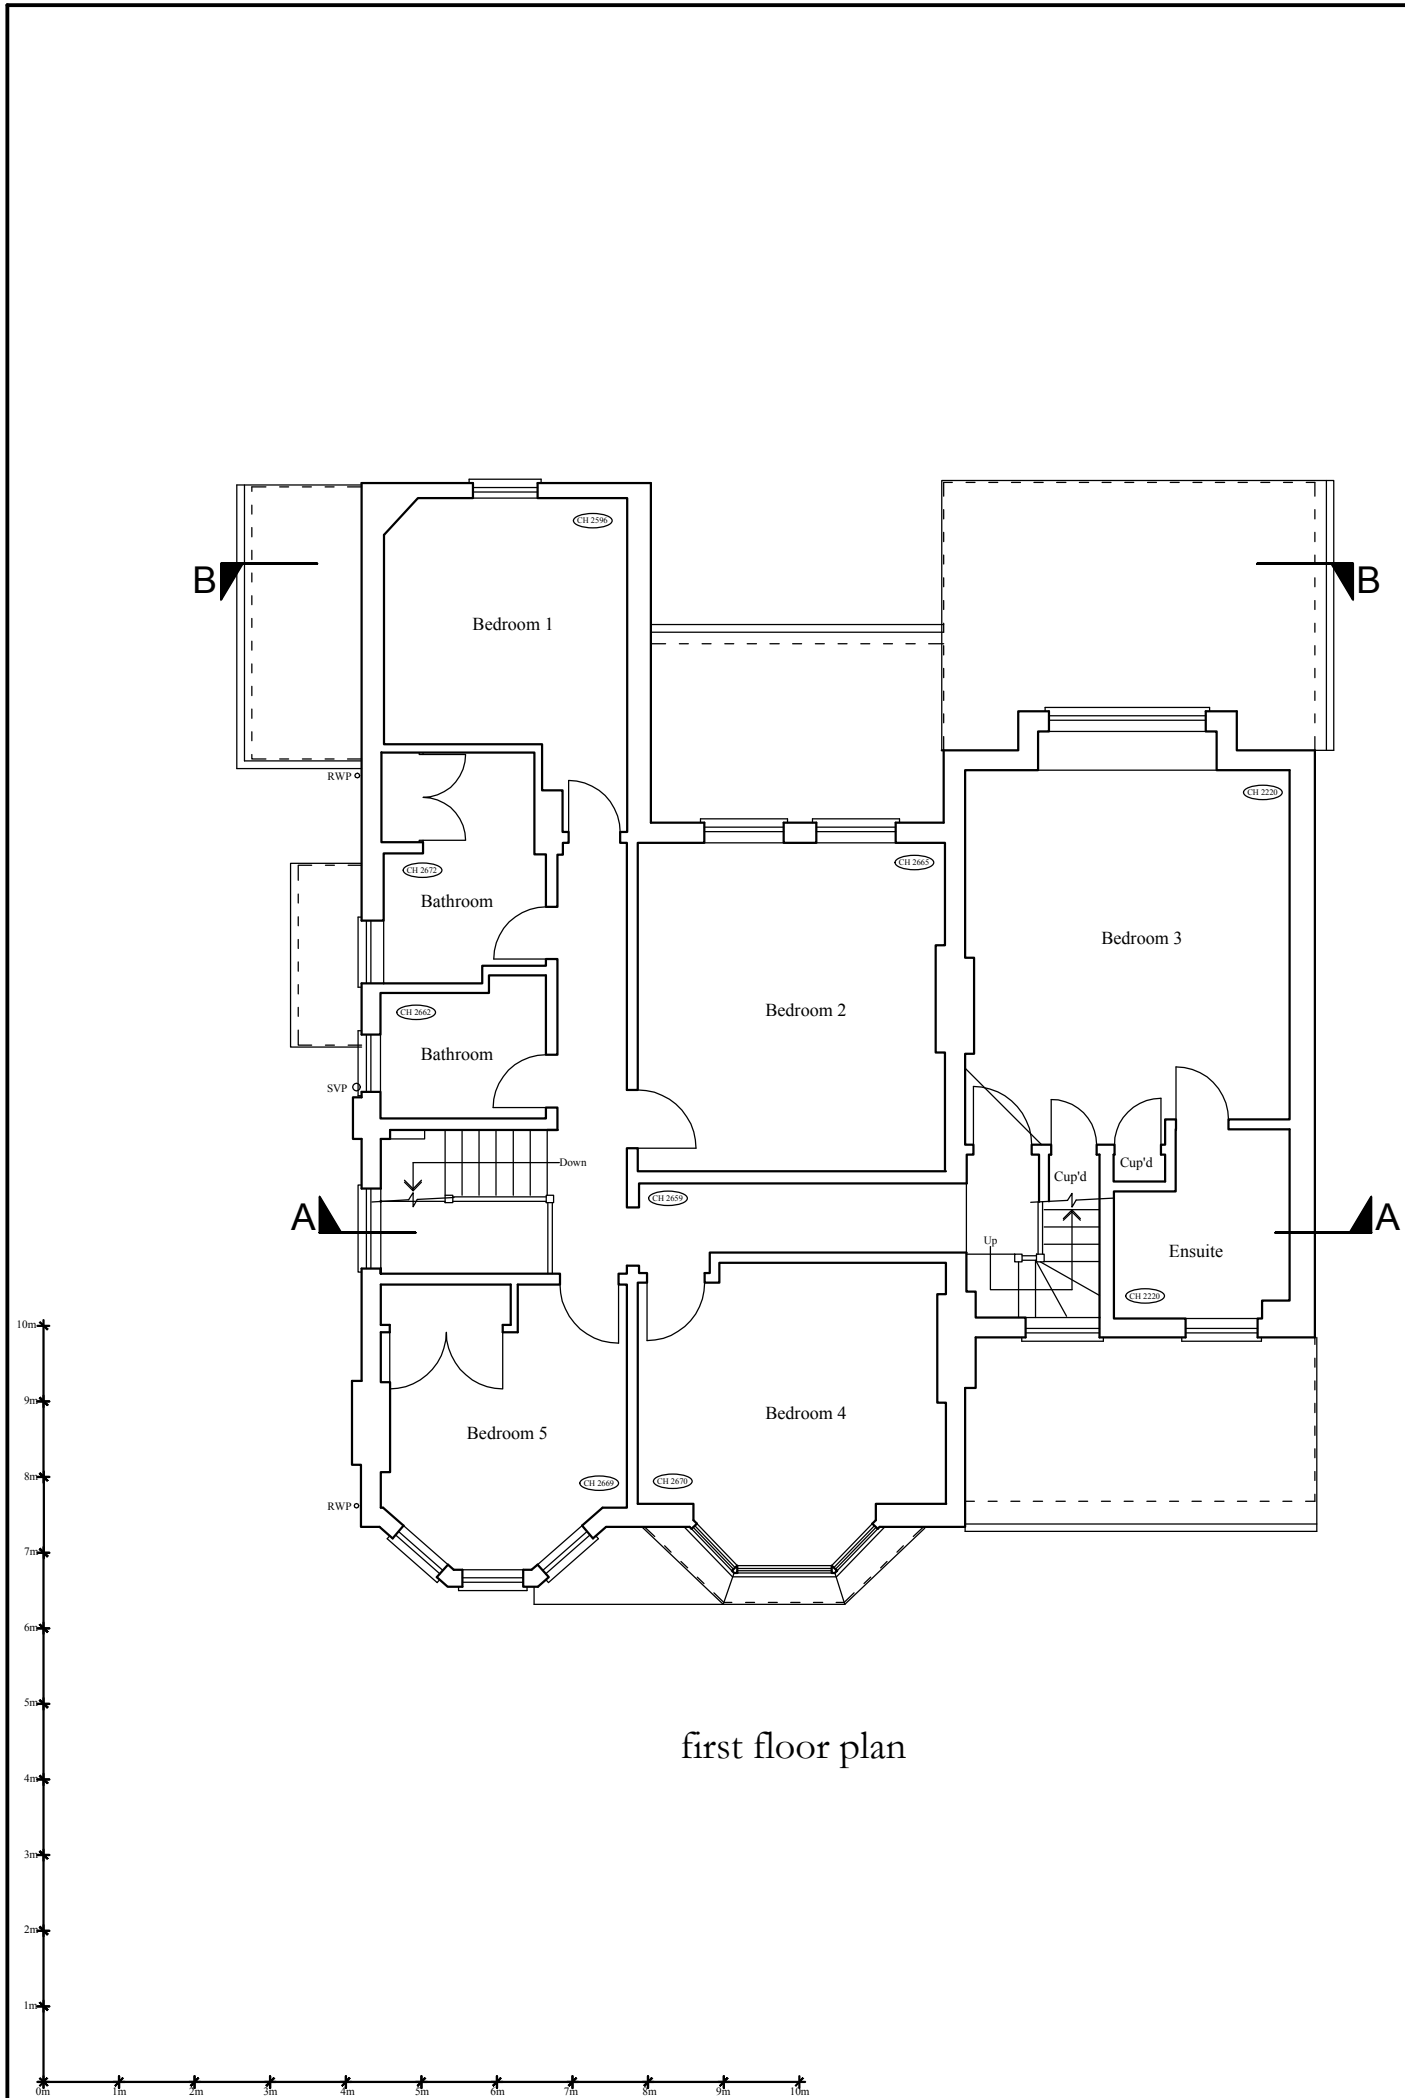 CH 2596
B
B
Bedroom 1
RWP
CH 2220
CH 2665
CH 2672
Bathroom
Bedroom 3
Bedroom 2
CH 2662
Bathroom
SVP
Down
Cup'd
Cup'd
CH 2659
A
A
Up
Ensuite
CH 2220
10m
9m
Bedroom 4
Bedroom 5
8m
CH 2669
CH 2670
RWP
7m
6m
5m
first floor plan
4m
3m
2m
1m
0m 1m 2m 3m 4m 5m 6m 7m 8m 9m 10m